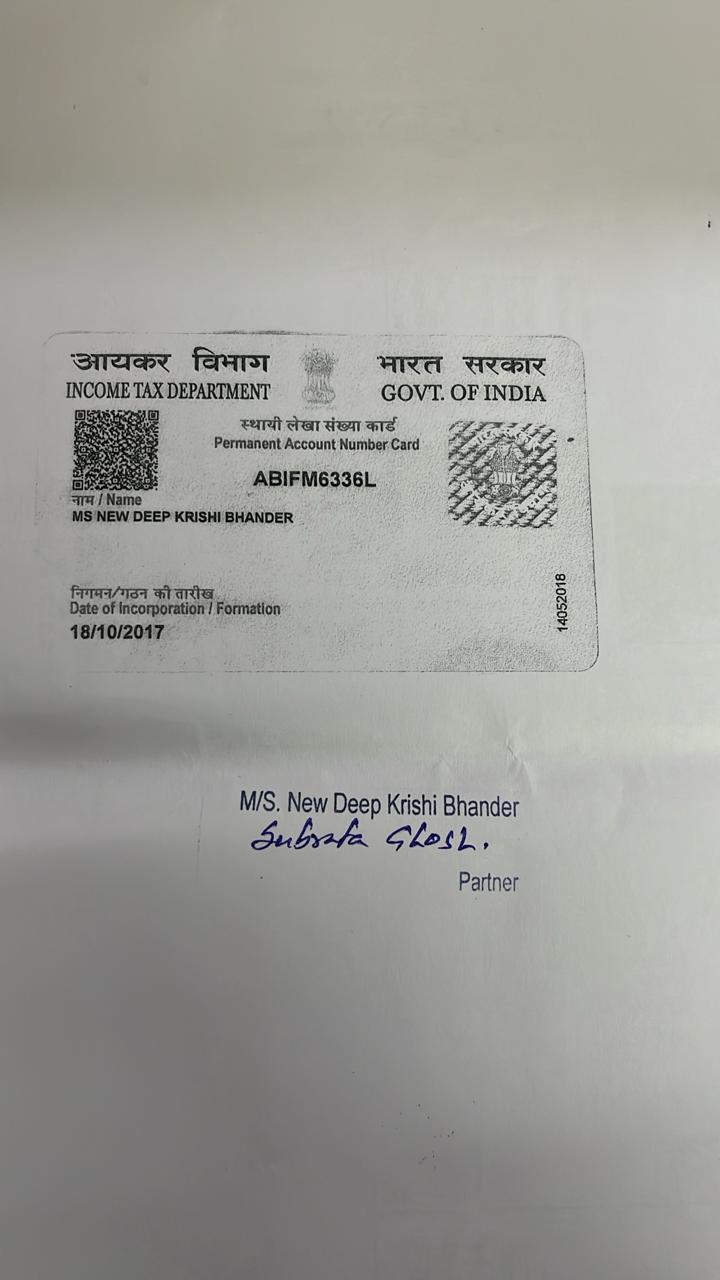 आयकर विभाग
INCOME TAX DEPARTMENT
भारत सरकार
GOVT. OF INDIA
स्थायी लेखा संख्या कार्ड
Permanent Account Number Card
ABIFM6336L
नाम / Name
MS NEW DEEP KRISHI BHANDER
निगमन/गठन की तारीख
Date of Incorporation / Formation
18/10/2017
14052018
M/S. New Deep Krishi Bhander
Subrata Ghosh.
Partner